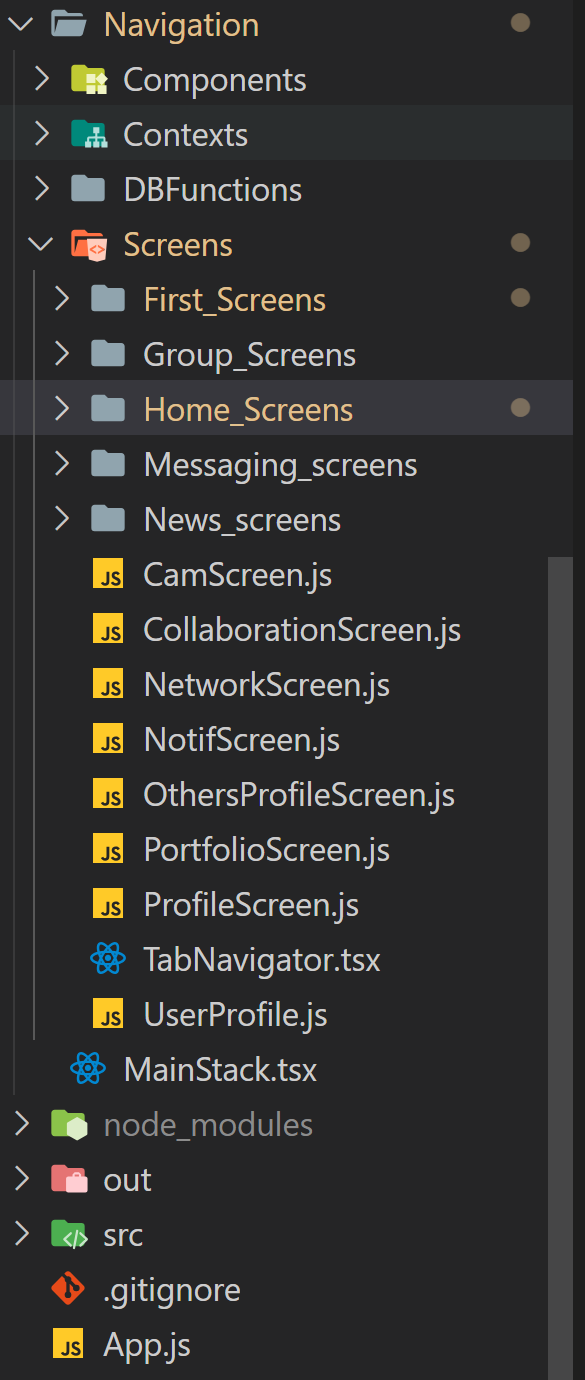 Navigation
Components
Contexts
DBFunctions
Screens
First_Screens
Group_Screens
Home_Screens
Messaging_screens
News_screens
JS CamScreen.js
JS CollaborationScreen.js
JS NetworkScreen.js
JS NotifScreen.js
JS OthersProfileScreen.js
JS PortfolioScreen.js
JS ProfileScreen.js
TabNavigator.tsx
JS UserProfile.js
MainStack.tsx
node_modules
out
src
.gitignore
JS App.js